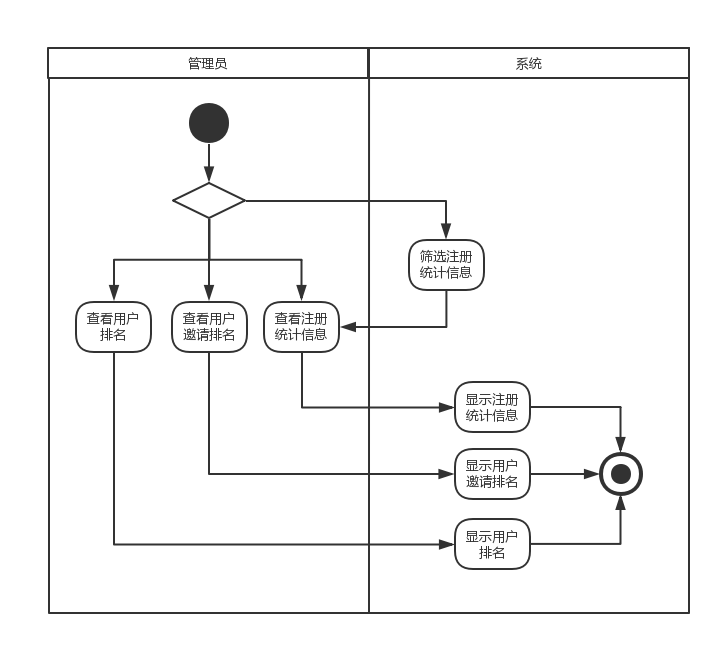 管理员
系统
筛选注册
统计信息
查看用户
排名
查看用户
邀请排名
查看注册
统计信息
显示注册
统计信息
显示用户
邀请排名
显示用户
排名